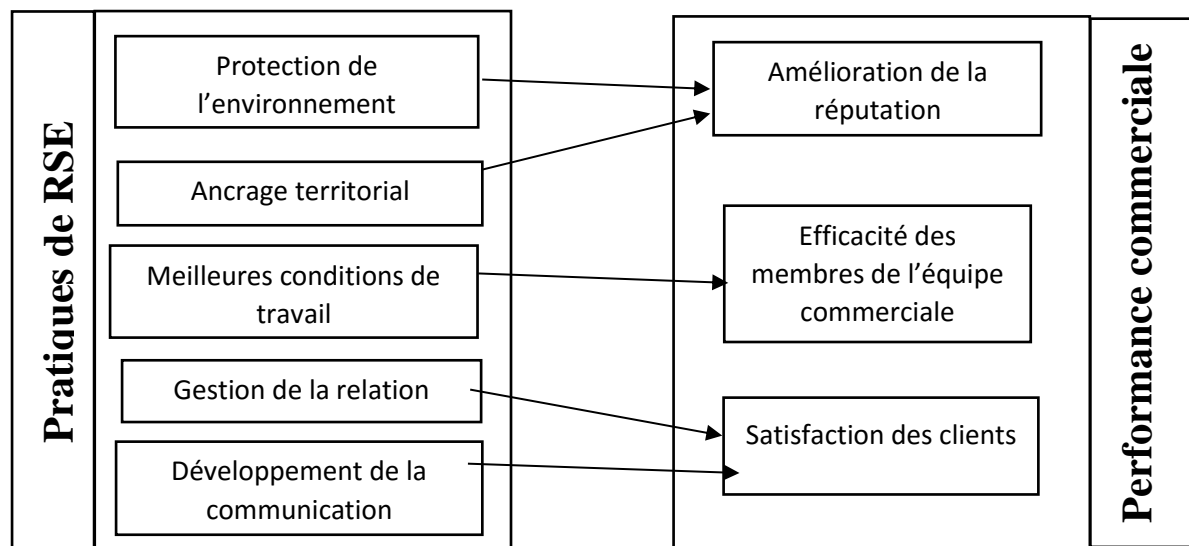 Pratiques de RSE
Protection de
l’environnement
Ancrage territorial
Meilleures conditions de
travail
Gestion de la relation
Développement de la
communication
Amélioration de la
réputation
Efficacité des
membres de l’équipe
commerciale
Satisfaction des clients
Performance commerciale